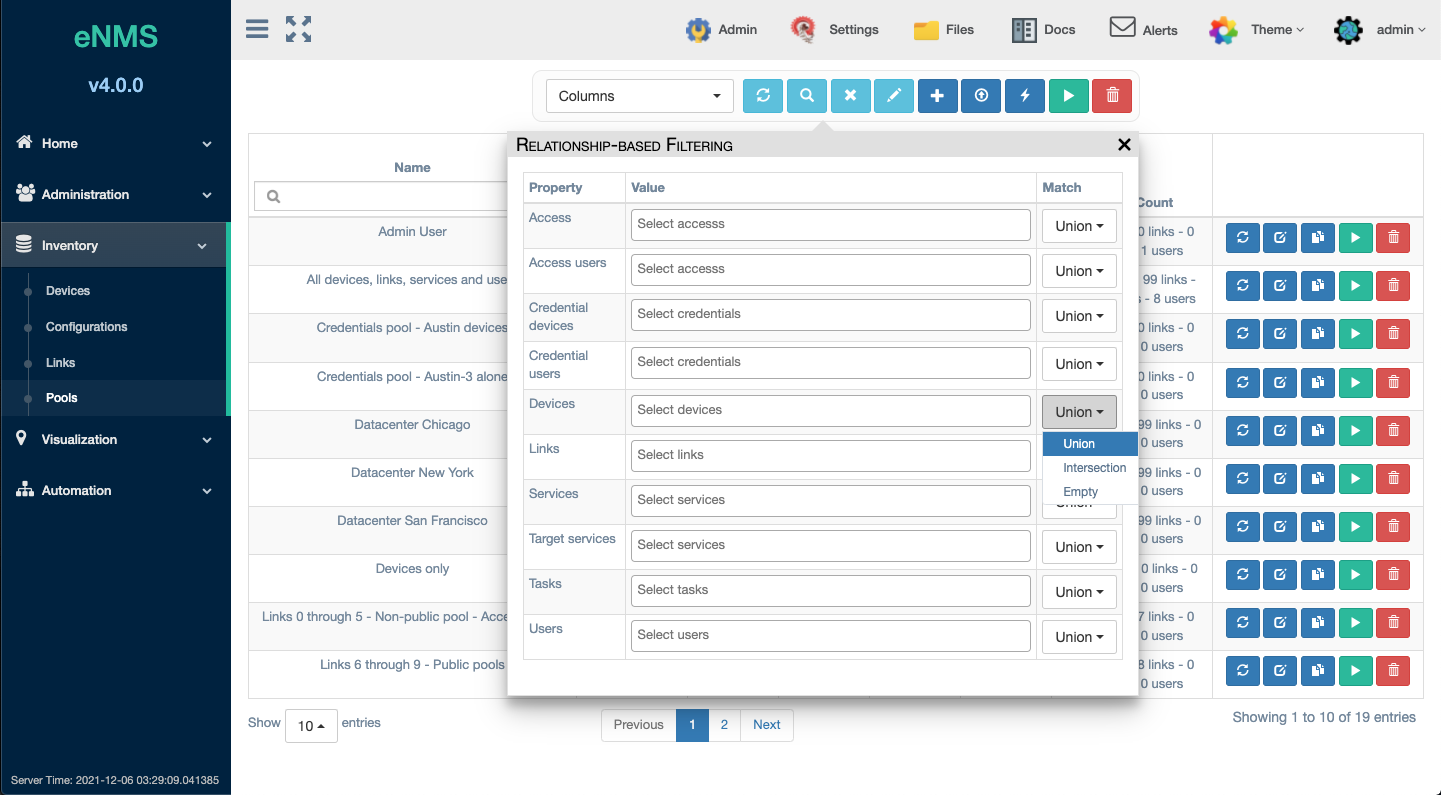 eNMS
v4.0.0
Home
Administration
Inventory
Devices
Configurations
Links
Pools
Visualization
Automation
Server Time: 2021-12-06 03:29:09.041385
Admin
Settings
Files
Docs
Alerts
Theme
admin
Columns
Name
Count
Admin User
0 links - 0
1 users
All devices, links, services and use
99 links -
- 8 users
Credentials pool - Austin devices
0 links - 0
0 users
Credentials pool - Austin-3 alone
0 links - 0
0 users
Datacenter Chicago
99 links - 0
0 users
Datacenter New York
99 links - 0
0 users
Datacenter San Francisco
99 links - 0
0 users
Devices only
0 links - 0
0 users
Links 0 through 5 - Non-public pool - Acce
7 links - 0
0 users
Links 6 through 9 - Public pools
8 links - 0
0 users
Relationship-based Filtering
Property Value Match
Access Select accesss Union
Access users Select accesss Union
Credential
devices
Select credentials Union
Credential
users
Select credentials Union
Devices Select devices Union
Union
Intersection
Empty
Links Select links
Services Select services Union
Target services Select services Union
Tasks Select tasks Union
Users Select users Union
Show 10 entries
Previous 1 2 Next
Showing 1 to 10 of 19 entries